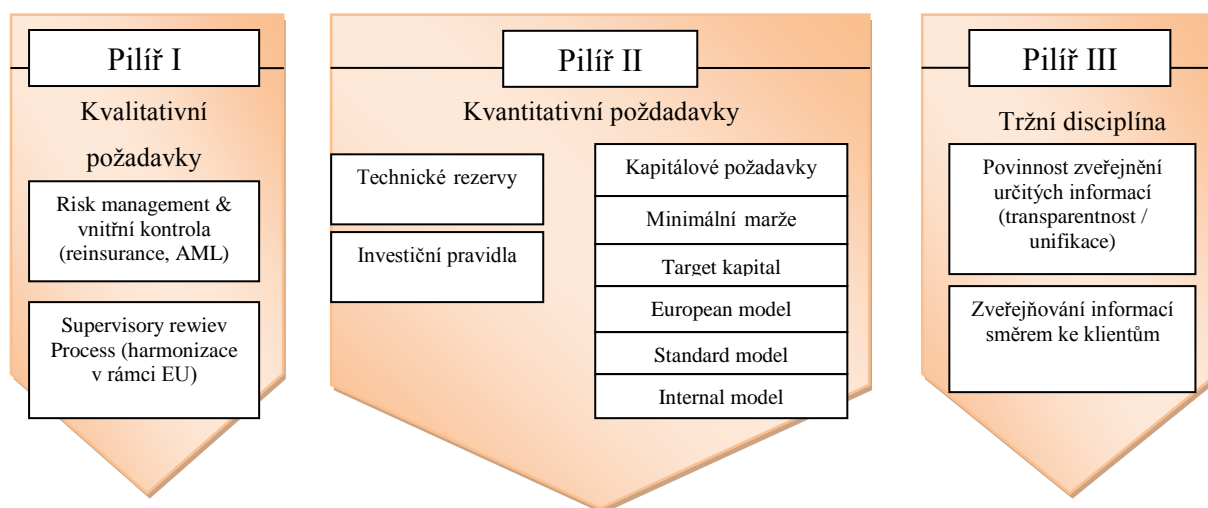 Pilíř I
Kvalitativní
požadavky
Risk management &
vnitřní kontrola
(reinsurance, AML)
Supervisory rewiev
Process (harmonizace
v rámci EU)
Pilíř II
Kvantitativní poždadavky
Technické rezervy
Investiční pravidla
Kapitálové požadavky
Minimální marže
Target kapital
European model
Standard model
Internal model
Pilíř III
Tržní disciplína
Povinnost zveřejnění
určitých informací
(transparentnost /
unifikace)
Zveřejňování informací
směrem ke klientům